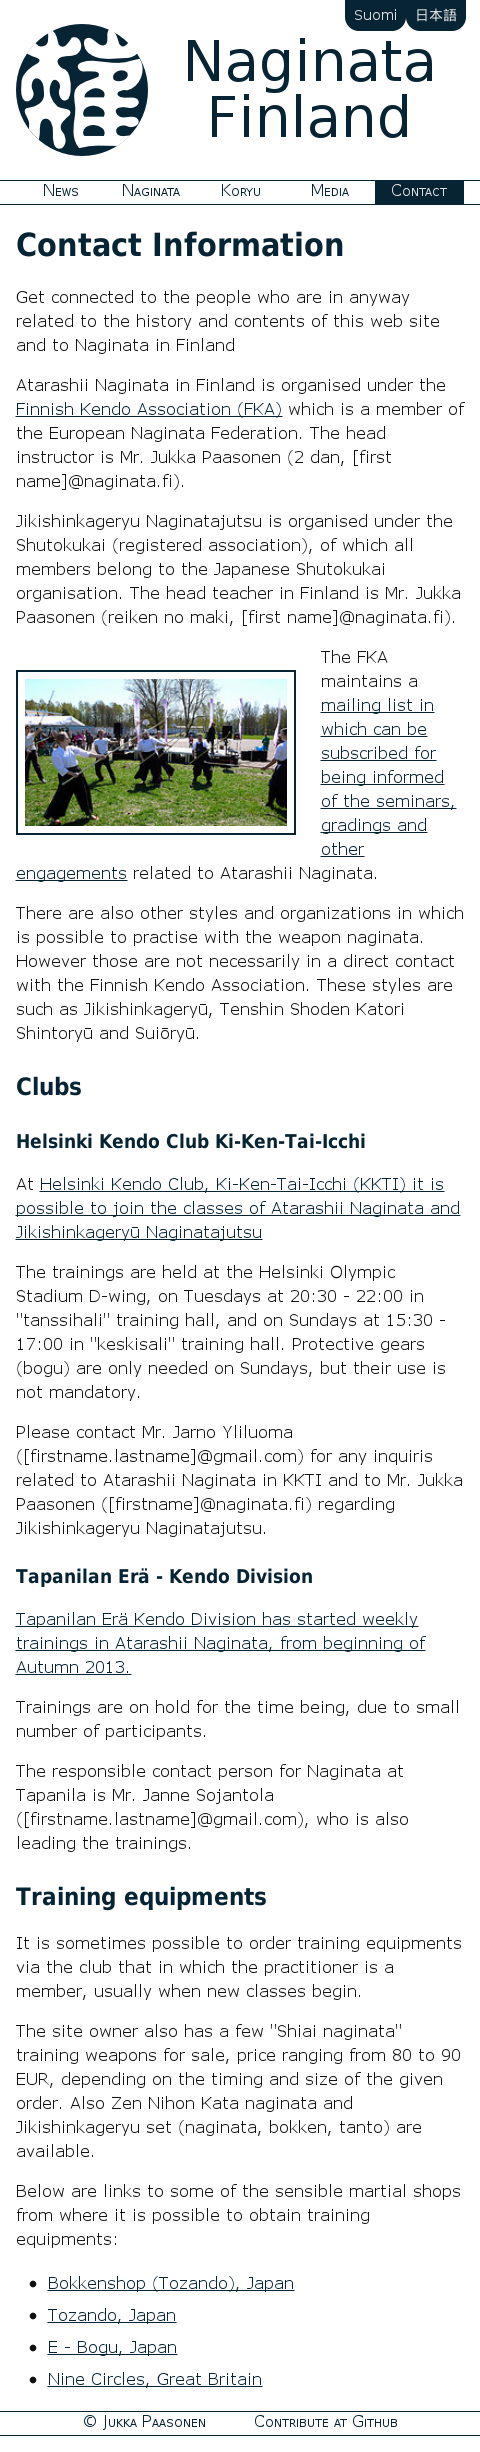 Suomi 日本語
Naginata
Finland
News Naginata Koryu Media Contact
Contact Information
Get connected to the people who are in anyway
related to the history and contents of this web site
and to Naginata in Finland
Atarashii Naginata in Finland is organised under the
Finnish Kendo Association (FKA) which is a member of
the European Naginata Federation. The head
instructor is Mr. Jukka Paasonen (2 dan, [first
name]@naginata.fi).
Jikishinkageryu Naginatajutsu is organised under the
Shutokukai (registered association), of which all
members belong to the Japanese Shutokukai
organisation. The head teacher in Finland is Mr. Jukka
Paasonen (reiken no maki, [first name]@naginata.fi).
The FKA
maintains a
mailing list in
which can be
subscribed for
being informed
of the seminars,
gradings and
other
engagements related to Atarashii Naginata.
There are also other styles and organizations in which
is possible to practise with the weapon naginata.
However those are not necessarily in a direct contact
with the Finnish Kendo Association. These styles are
such as Jikishinkageryū, Tenshin Shoden Katori
Shintoryū and Suiōryū.
Clubs
Helsinki Kendo Club Ki-Ken-Tai-Icchi
At Helsinki Kendo Club, Ki-Ken-Tai-Icchi (KKTI) it is
possible to join the classes of Atarashii Naginata and
Jikishinkageryū Naginatajutsu
The trainings are held at the Helsinki Olympic
Stadium D-wing, on Tuesdays at 20:30 - 22:00 in
"tanssihali" training hall, and on Sundays at 15:30 -
17:00 in "keskisali" training hall. Protective gears
(bogu) are only needed on Sundays, but their use is
not mandatory.
Please contact Mr. Jarno Yliluoma
([firstname.lastname]@gmail.com) for any inquiris
related to Atarashii Naginata in KKTI and to Mr. Jukka
Paasonen ([firstname]@naginata.fi) regarding
Jikishinkageryu Naginatajutsu.
Tapanilan Erä - Kendo Division
Tapanilan Erä Kendo Division has started weekly
trainings in Atarashii Naginata, from beginning of
Autumn 2013.
Trainings are on hold for the time being, due to small
number of participants.
The responsible contact person for Naginata at
Tapanila is Mr. Janne Sojantola
([firstname.lastname]@gmail.com), who is also
leading the trainings.
Training equipments
It is sometimes possible to order training equipments
via the club that in which the practitioner is a
member, usually when new classes begin.
The site owner also has a few "Shiai naginata"
training weapons for sale, price ranging from 80 to 90
EUR, depending on the timing and size of the given
order. Also Zen Nihon Kata naginata and
Jikishinkageryu set (naginata, bokken, tanto) are
available.
Below are links to some of the sensible martial shops
from where it is possible to obtain training
equipments:
• Bokkenshop (Tozando), Japan
• Tozando, Japan
• E - Bogu, Japan
• Nine Circles, Great Britain
© Jukka Paasonen Contribute at Github